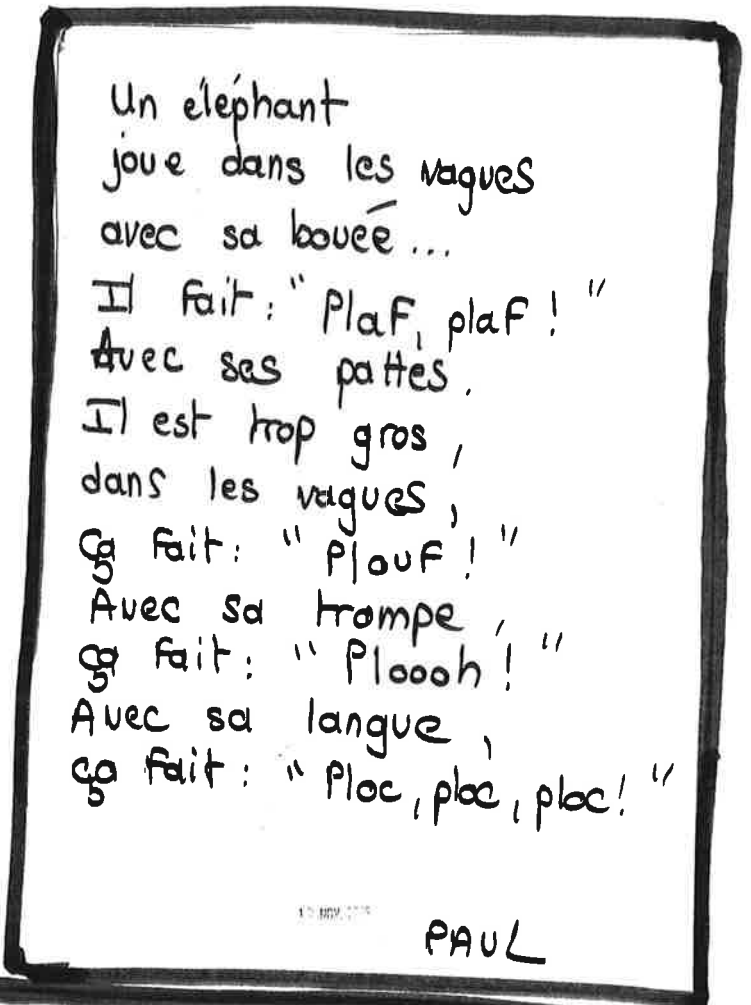 Un éléphant
joue dans les vagues
avec sa bouéé...
Il fait : " Plaf, plaf ! "
Avec ses pattes.
Il est trop gros,
dans les vagues,
ça fait : " Plouf ! "
Avec sa trompe,
ça fait : " Ploooh ! "
Avec sa langue,
ça fait : " Ploc, ploc, ploc! "
PAUL